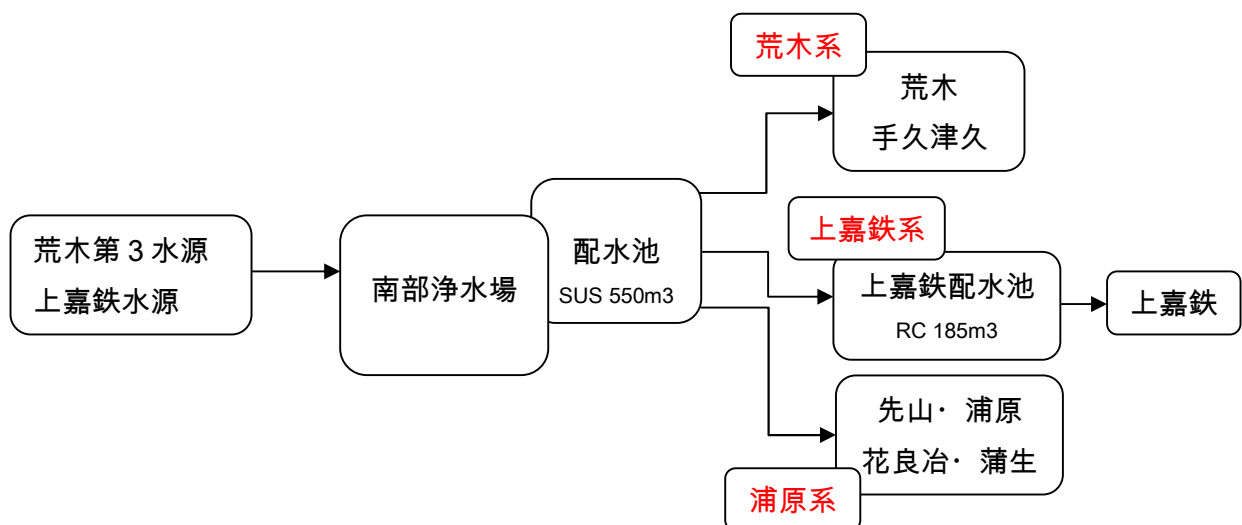 荒木第3水源
上嘉鉄水源
南部浄水場
配水池
SUS 550m3
荒木系
荒木
手久津久
上嘉鉄系
上嘉鉄配水池
RC 185m3
上嘉鉄
先山・浦原
花良冶・蒲生
浦原系